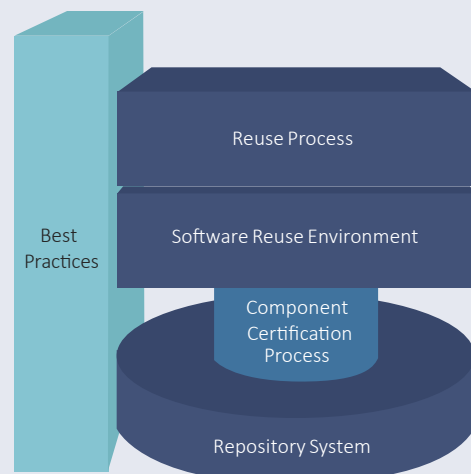 Reuse Process
Software Reuse Environment
Best
Practices
Component
Certification
Process
Repository System